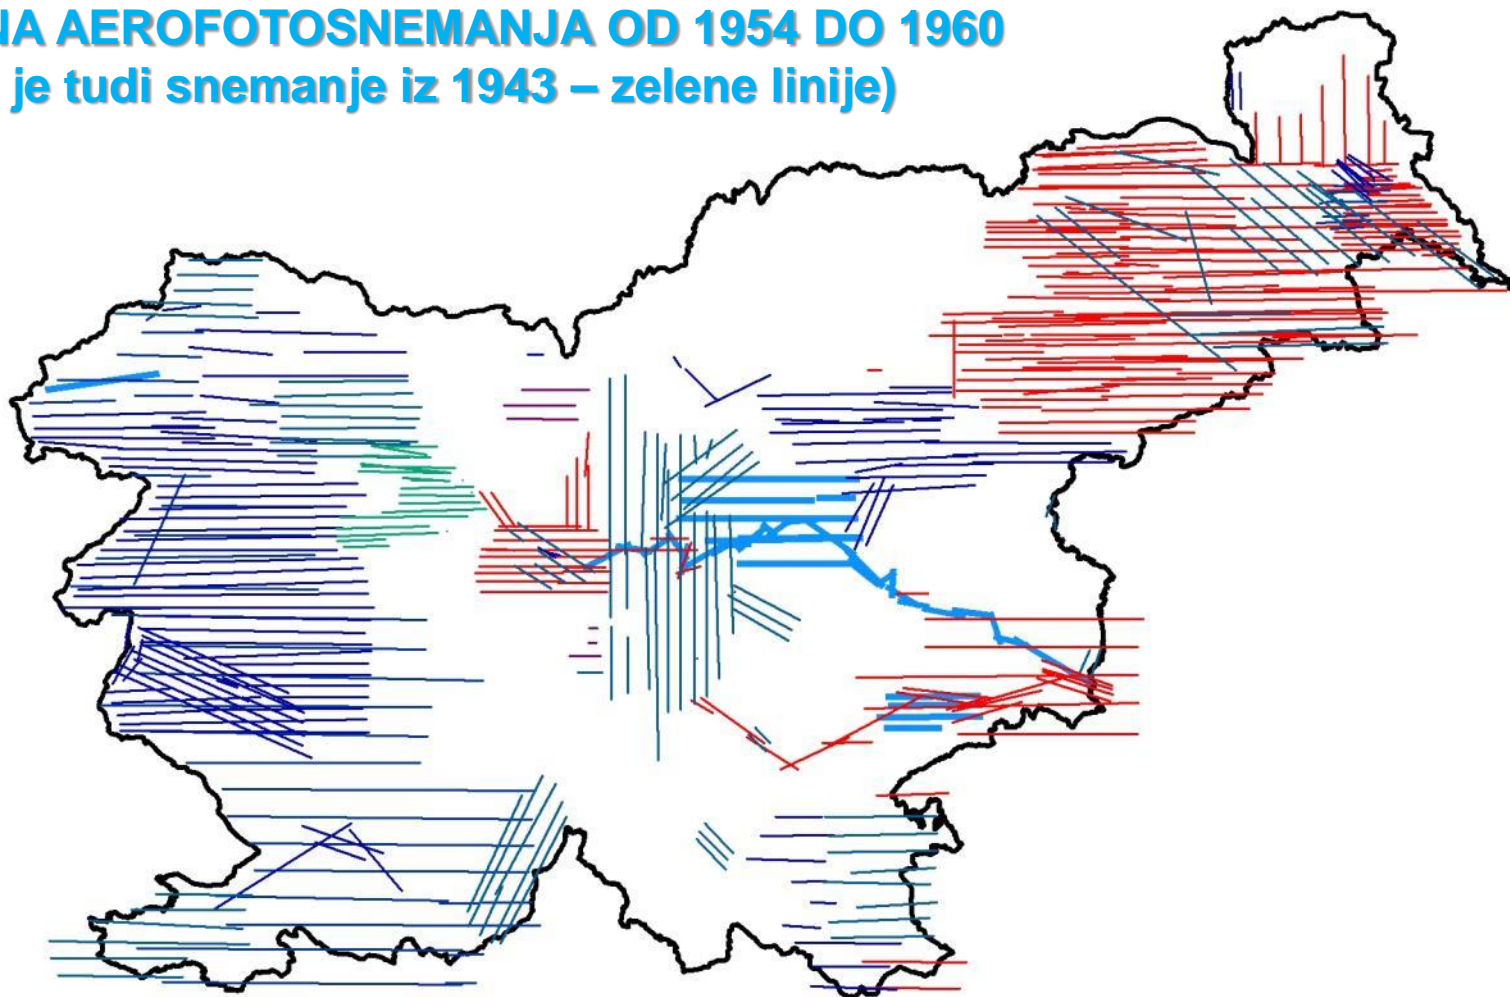 NA AEROFOTOSNEMANJA OD 1954 DO 1960
je tudi snemanje iz 1943 – zelene linije)